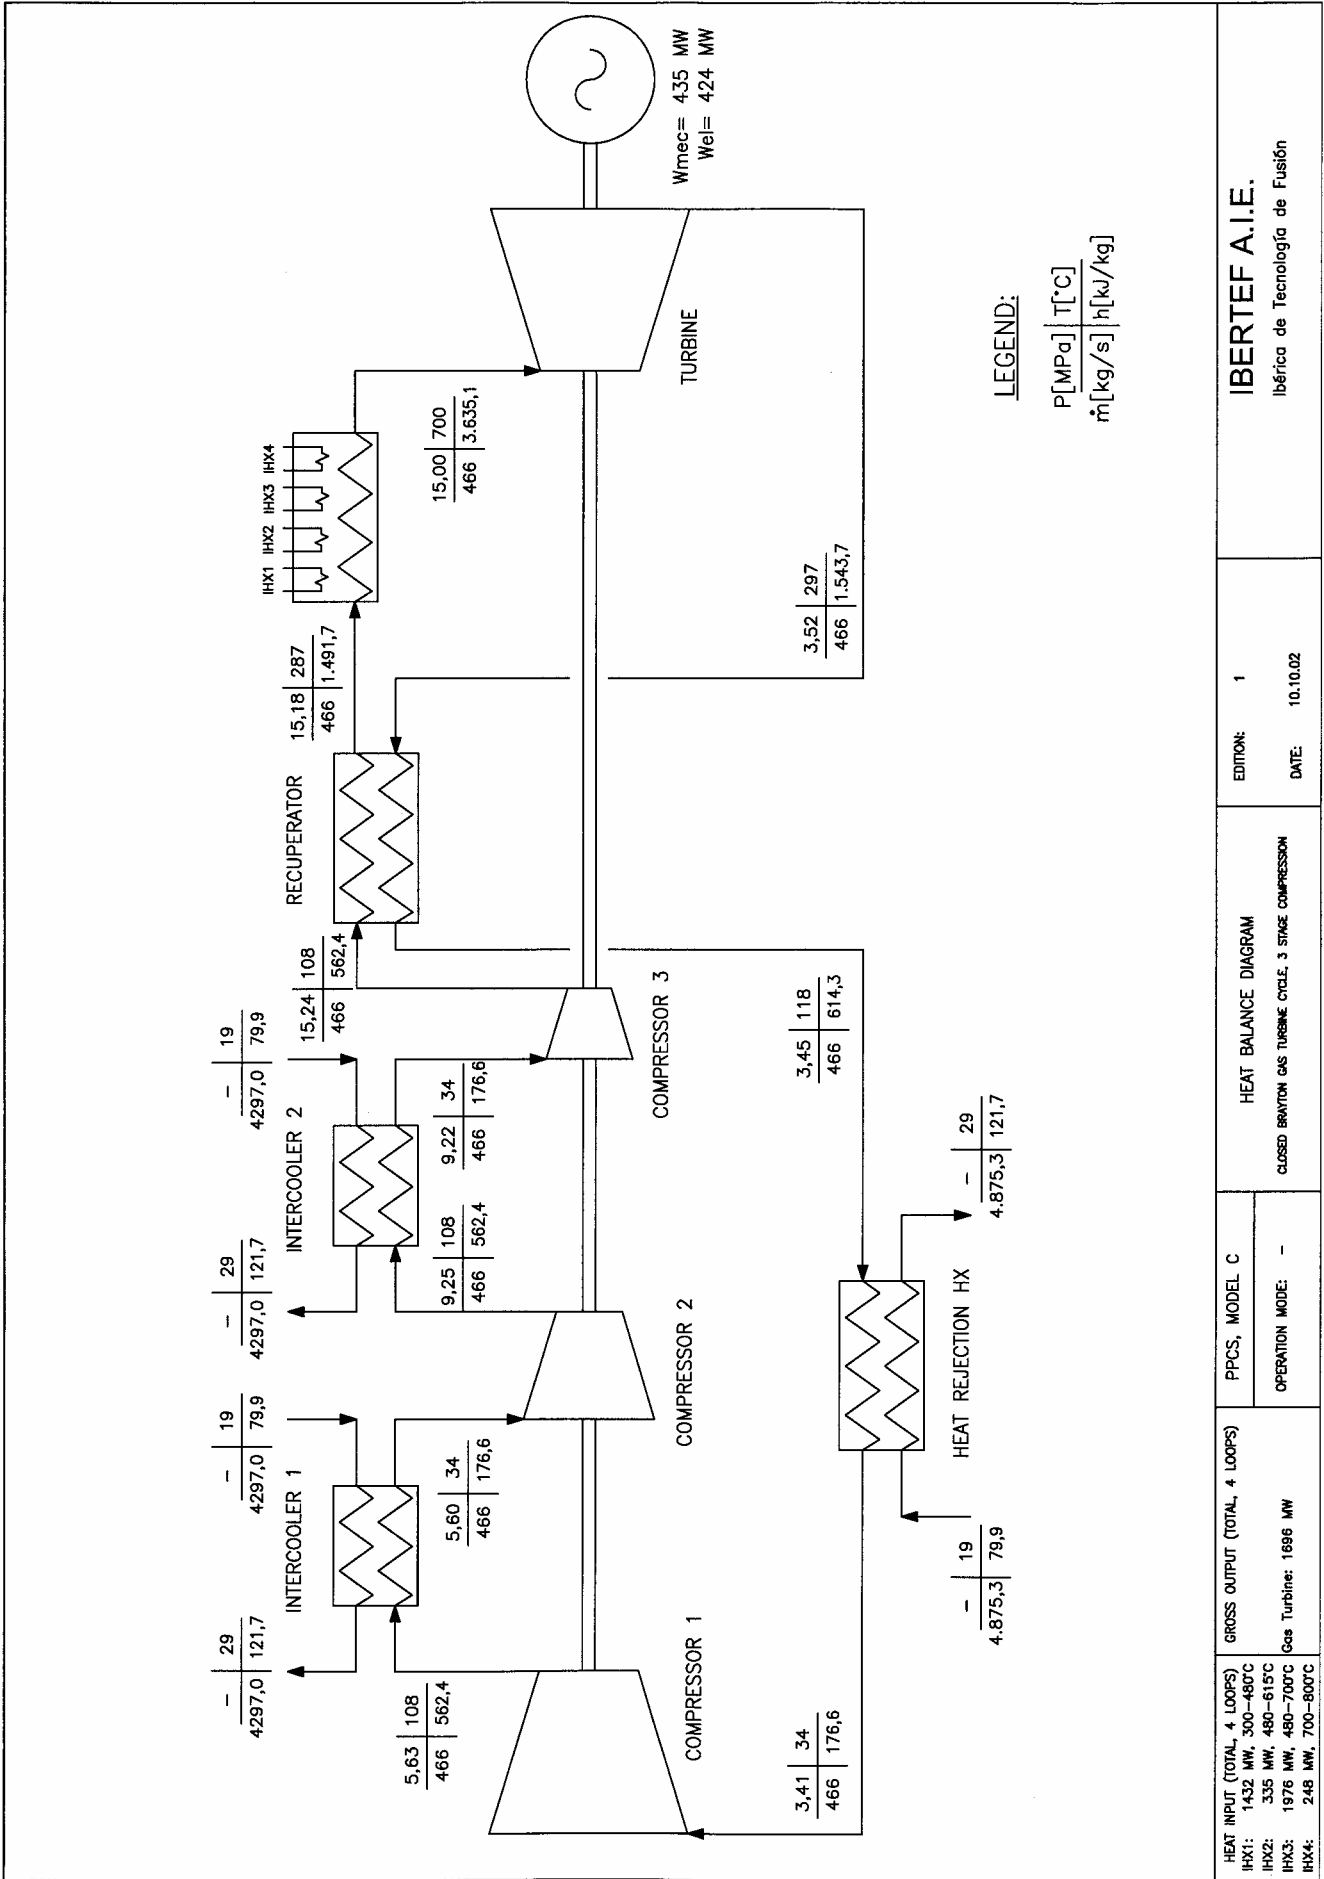 – 29
4297,0 121,7
– 19
4297,0 79,9
– 29
4297,0 121,7
– 19
4297,0 79,9
INTERCOOLER 1
INTERCOOLER 2
RECUPERATOR
IHX1 IHX2 IHX3 IHX4
5,63 108
466 562,4
5,60 34
466 176,6
9,25 108
466 562,4
9,22 34
466 176,6
15,24 108
466 562,4
15,18 287
466 1.491,7
15,00 700
466 3.635,1
COMPRESSOR 1
COMPRESSOR 2
COMPRESSOR 3
TURBINE
Wmec= 435 MW
Wel= 424 MW
3,41 34
466 176,6
3,45 118
466 614,3
3,52 297
466 1.543,7
HEAT REJECTION HX
– 19
4.875,3 79,9
– 29
4.875,3 121,7
LEGEND:
P[MPa] T[°C]
ṁ[kg/s] h[kJ/kg]
HEAT INPUT (TOTAL, 4 LOOPS)
IHX1: 1432 MW, 300-480°C
IHX2: 335 MW, 480-615°C
IHX3: 1976 MW, 480-700°C
IHX4: 248 MW, 700-800°C
GROSS OUTPUT (TOTAL, 4 LOOPS)
Gas Turbine: 1696 MW
PPCS, MODEL C
OPERATION MODE: –
HEAT BALANCE DIAGRAM
CLOSED BRAYTON GAS TURBINE CYCLE, 3 STAGE COMPRESSION
EDITION: 1
DATE: 10.10.02
IBERTEF A.I.E.
Ibérica de Tecnología de Fusión